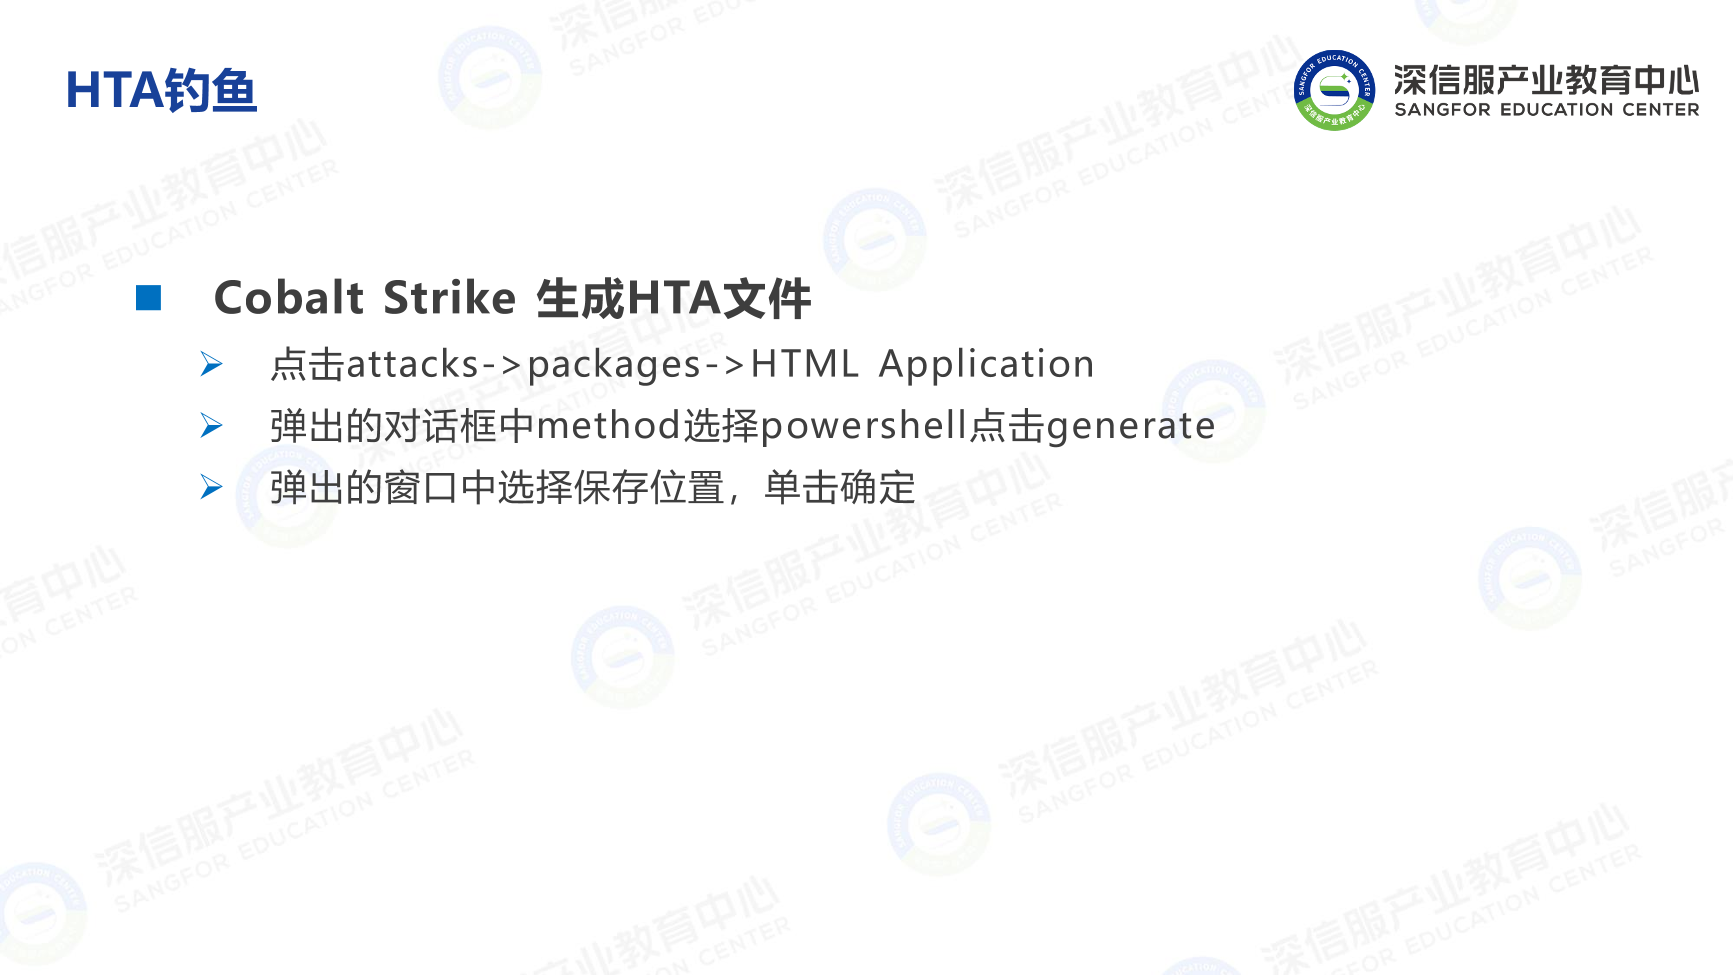 HTA钓鱼
深信服产业教育中心
SANGFOR EDUCATION CENTER
Cobalt Strike 生成HTA文件
点击attacks->packages->HTML Application
弹出的对话框中method选择powershell点击generate
弹出的窗口中选择保存位置，单击确定